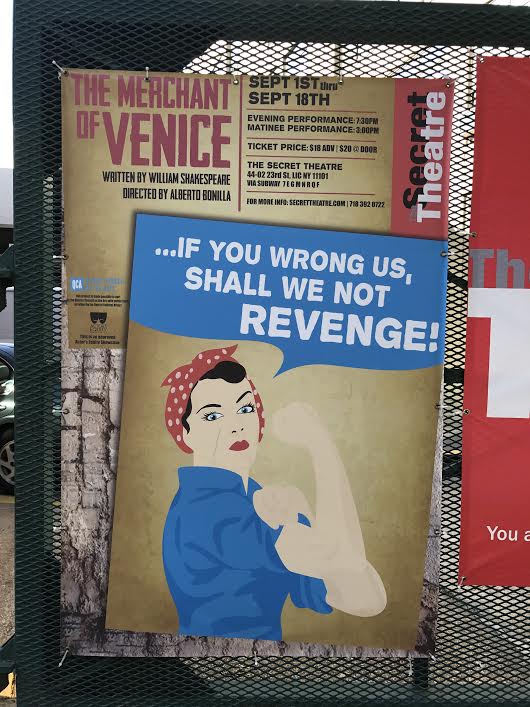 THE MERCHANT
OF VENICE
WRITTEN BY WILLIAM SHAKESPEARE
DIRECTED BY ALBERTO BONILLA
SEPT 1ST thru
SEPT 18TH
EVENING PERFORMANCE: 7:30PM
MATINEE PERFORMANCE: 3:00PM
TICKET PRICE: $18 ADV | $20 @ DOOR
THE SECRET THEATRE
44-02 23rd St, LIC NY 11101
VIA SUBWAY 7 E G M N R Q F
FOR MORE INFO: SECRETTHEATRE.COM | 718 392 0722
Secret
Theatre
...IF YOU WRONG US,
SHALL WE NOT
REVENGE!
QCA
Th
You a